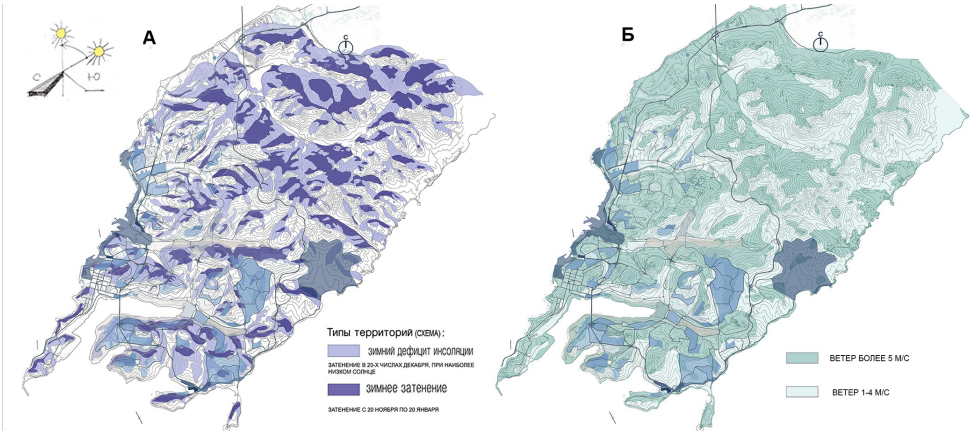 А
С
Б
С
С
Ю
Типы территорий (СХЕМА) :
зимний дефицит инсоляции
ЗАТЕНЕНИЕ В 20-Х ЧИСЛАХ ДЕКАБРЯ, ПРИ НАИБОЛЕЕ
НИЗКОМ СОЛНЦЕ
зимнее затенение
ЗАТЕНЕНИЕ С 20 НОЯБРЯ ПО 20 ЯНВАРЯ
ВЕТЕР БОЛЕЕ 5 М/С
ВЕТЕР 1-4 М/С